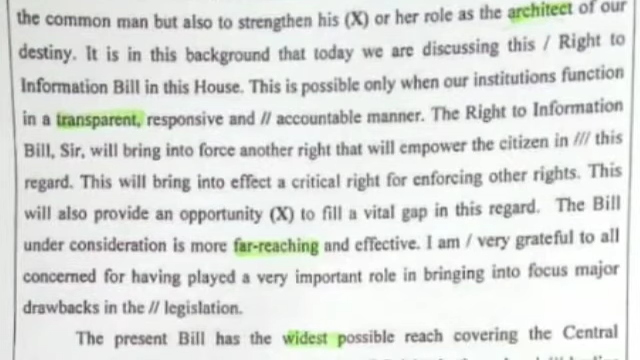 the common man but also to strengthen his (X) or her role as the architect of our
destiny. It is in this background that today we are discussing this / Right to
Information Bill in this House. This is possible only when our institutions function
in a transparent, responsive and // accountable manner. The Right to Information
Bill, Sir, will bring into force another right that will empower the citizen in /// this
regard. This will bring into effect a critical right for enforcing other rights. This
will also provide an opportunity (X) to fill a vital gap in this regard. The Bill
under consideration is more far-reaching and effective. I am / very grateful to all
concerned for having played a very important role in bringing into focus major
drawbacks in the // legislation.
The present Bill has the widest possible reach covering the Central